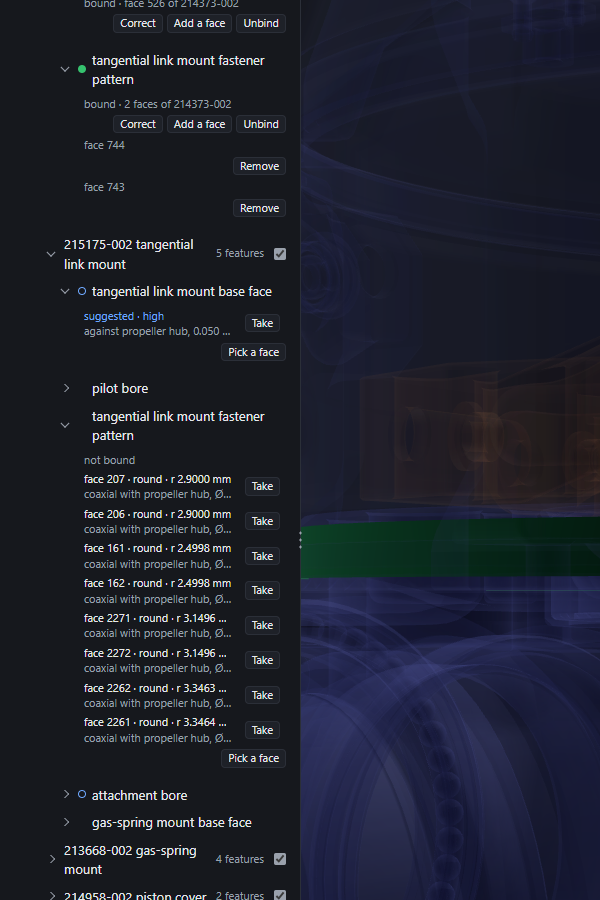 bound · face 526 of 214373-002
Correct Add a face Unbind
tangential link mount fastener
pattern
bound · 2 faces of 214373-002
Correct Add a face Unbind
face 744
Remove
face 743
Remove
215175-002 tangential
link mount
5 features
tangential link mount base face
suggested · high
against propeller hub, 0.050 ...
Take
Pick a face
pilot bore
tangential link mount fastener
pattern
not bound
face 207 · round · r 2.9000 mm
coaxial with propeller hub, Ø...
Take
face 206 · round · r 2.9000 mm
coaxial with propeller hub, Ø...
Take
face 161 · round · r 2.4998 mm
coaxial with propeller hub, Ø...
Take
face 162 · round · r 2.4998 mm
coaxial with propeller hub, Ø...
Take
face 2271 · round · r 3.1496 ...
coaxial with propeller hub, Ø...
Take
face 2272 · round · r 3.1496 ...
coaxial with propeller hub, Ø...
Take
face 2262 · round · r 3.3463 ...
coaxial with propeller hub, Ø...
Take
face 2261 · round · r 3.3464 ...
coaxial with propeller hub, Ø...
Take
Pick a face
attachment bore
gas-spring mount base face
213668-002 gas-spring
mount
4 features
214958-002 piston cover 2 features